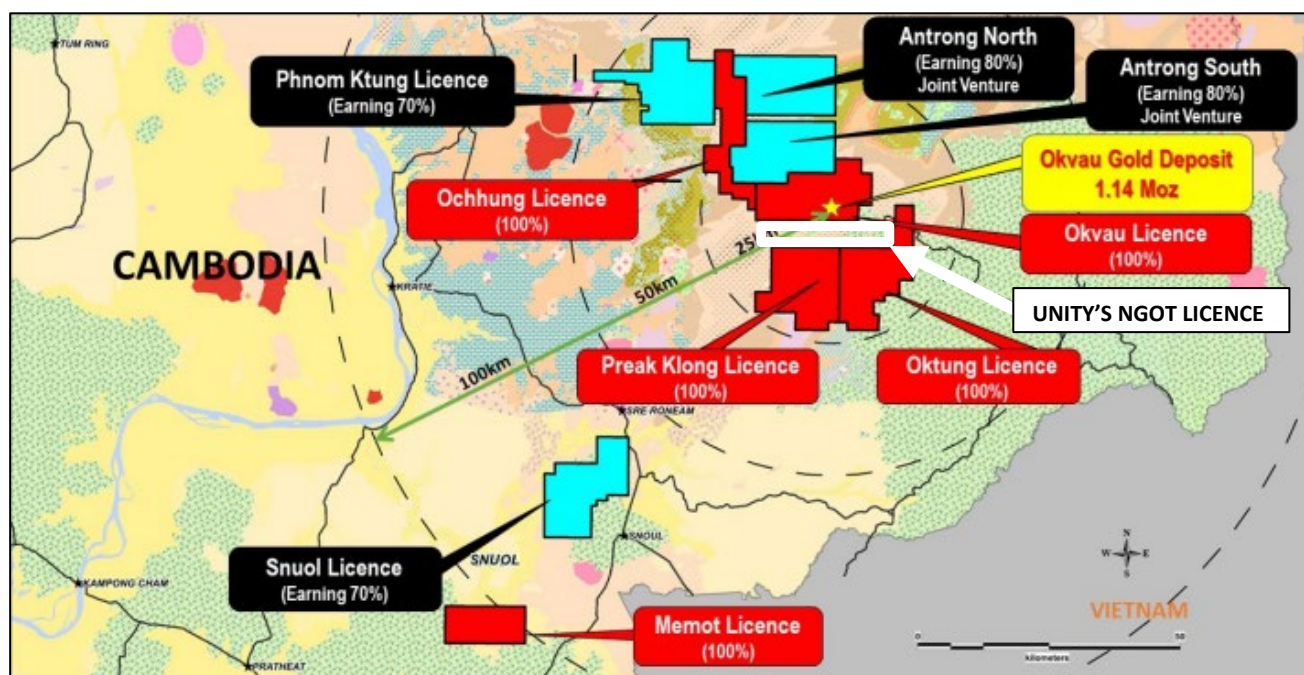 TUM RING
Phnom Ktung Licence
(Earning 70%)
Antrong North
(Earning 80%)
Joint Venture
Antrong South
(Earning 80%)
Joint Venture
Okvau Gold Deposit
1.14 Moz
Ochhung Licence
(100%)
Okvau Licence
(100%)
CAMBODIA
KRATIE
50km
100km
UNITY'S NGOT LICENCE
Preak Klong Licence
(100%)
Oktung Licence
(100%)
SRE RONEAM
SNOUL
SNUOL
Snuol Licence
(Earning 70%)
KAMPONG CHAM
Memot Licence
(100%)
PRATHEAT
N
W E
S
VIETNAM
0 50
kilometers